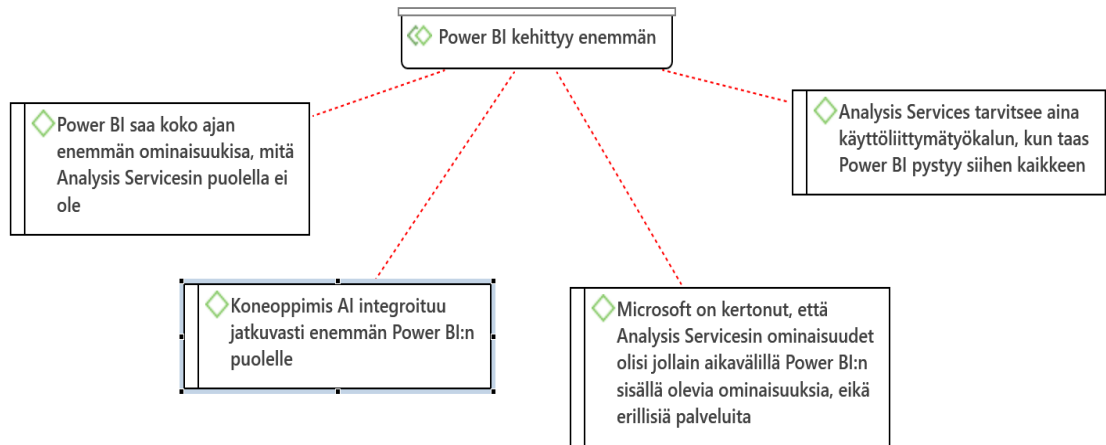 Power BI kehittyy enemmän
Power BI saa koko ajan
enemmän ominaisuukisa, mitä
Analysis Servicesin puolella ei
ole
Analysis Services tarvitsee aina
käyttöliittymätyökalun, kun taas
Power BI pystyy siihen kaikkeen
Koneoppimis AI integroituu
jatkuvasti enemmän Power BI:n
puolelle
Microsoft on kertonut, että
Analysis Servicesin ominaisuudet
olisi jollain aikavälillä Power BI:n
sisällä olevia ominaisuuksia, eikä
erillisiä palveluita